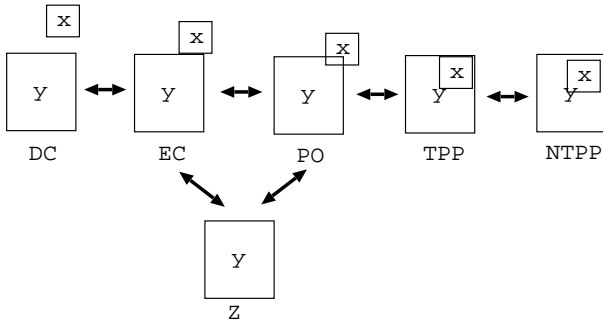 x x x x x
y y y y y
DC EC PO TPP NTPP
y
Z